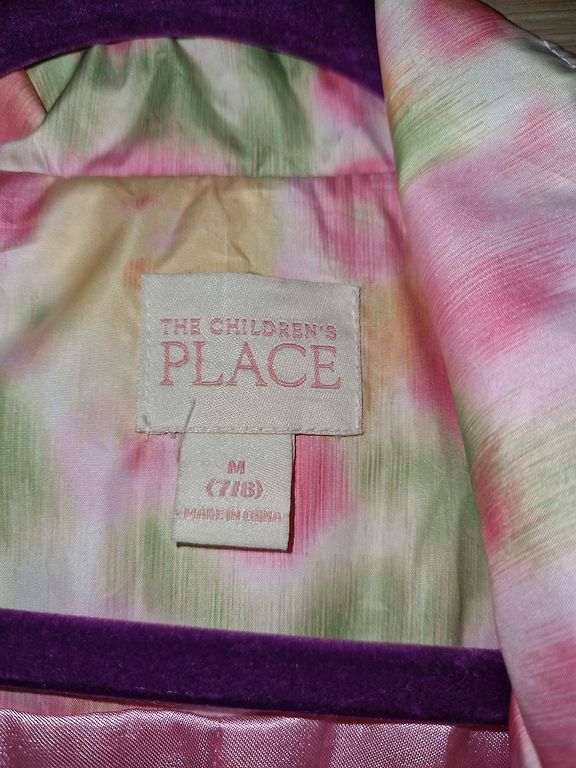 THE CHILDREN'S
PLACE
M
(7/8)
MADE IN CHINA